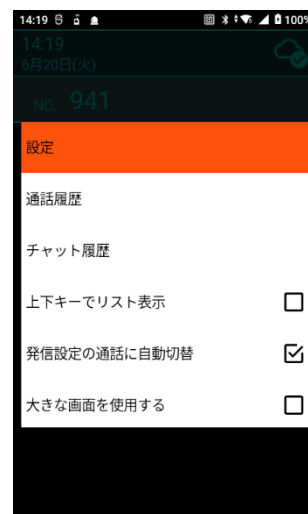 14:19 100%
14:19
6月20日(火)
NO. 941
設定
通話履歴
チャット履歴
上下キーでリスト表示
発信設定の通話に自動切替
大きな画面を使用する